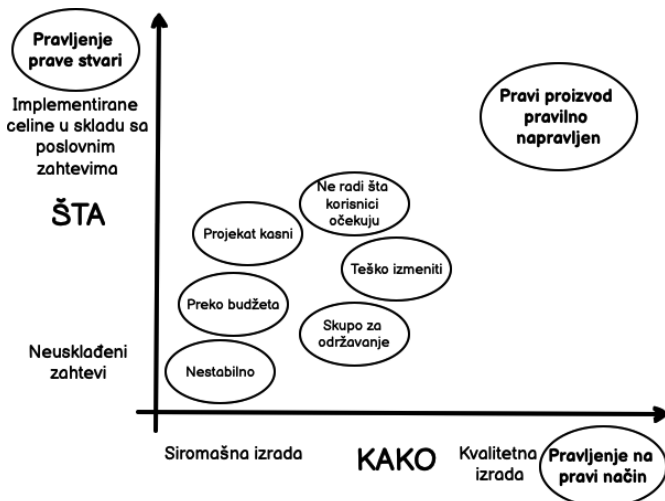 Pravljenje
prave stvari
Implementirane
celine u skladu sa
poslovnim
zahtevima
ŠTA
Neusklađeni
zahtevi
Pravi proizvod
pravilno
napravljen
Ne radi šta
korisnici
očekuju
Projekat kasni
Teško izmeniti
Preko budžeta
Skupo za
održavanje
Nestabilno
Siromašna izrada
KAKO
Kvalitetna
izrada
Pravljenje na
pravi način